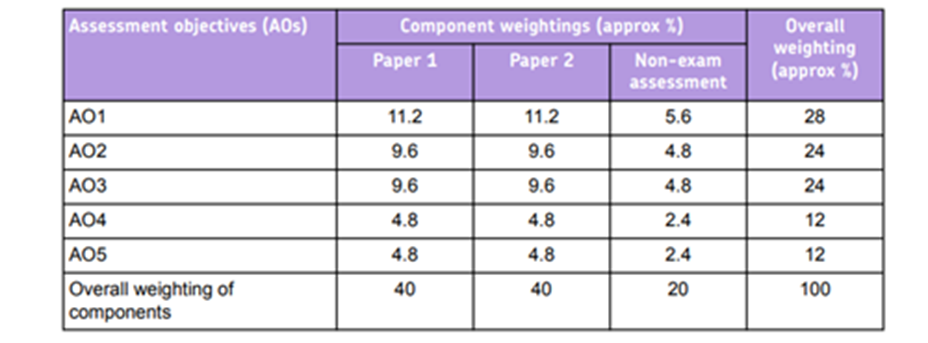 Assessment objectives (AOs) Component weightings (approx %) Overall weighting (approx %)
Paper 1 Paper 2 Non-exam assessment
AO1 11.2 11.2 5.6 28
AO2 9.6 9.6 4.8 24
AO3 9.6 9.6 4.8 24
AO4 4.8 4.8 2.4 12
AO5 4.8 4.8 2.4 12
Overall weighting of components 40 40 20 100